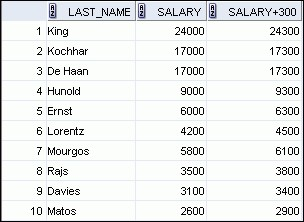 LAST_NAME SALARY SALARY+300
1 King 24000 24300
2 Kochhar 17000 17300
3 De Haan 17000 17300
4 Hunold 9000 9300
5 Ernst 6000 6300
6 Lorentz 4200 4500
7 Mourgos 5800 6100
8 Rajs 3500 3800
9 Davies 3100 3400
10 Matos 2600 2900